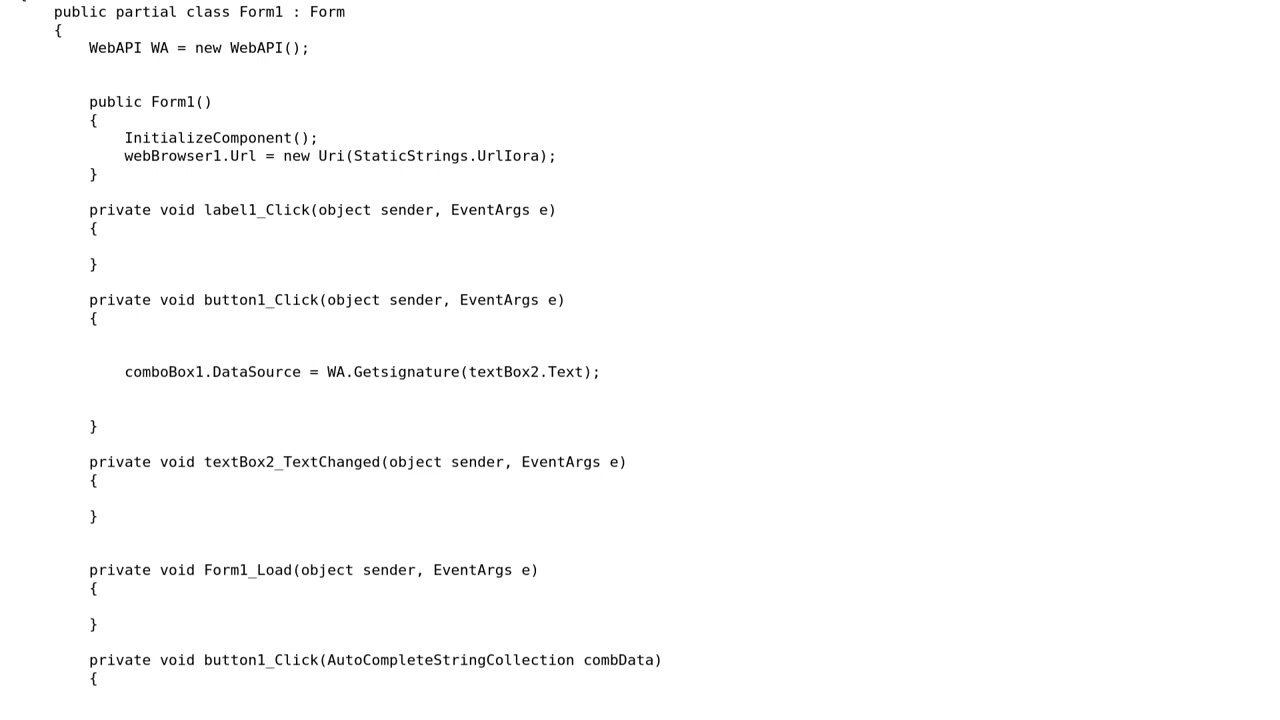 public partial class Form1 : Form
{
WebAPI WA = new WebAPI();
public Form1()
{
InitializeComponent();
webBrowser1.Url = new Uri(StaticStrings.UrlIora);
}
private void label1_Click(object sender, EventArgs e)
{
}
private void button1_Click(object sender, EventArgs e)
{
comboBox1.DataSource = WA.Getsignature(textBox2.Text);
}
private void textBox2_TextChanged(object sender, EventArgs e)
{
}
private void Form1_Load(object sender, EventArgs e)
{
}
private void button1_Click(AutoCompleteStringCollection combData)
{